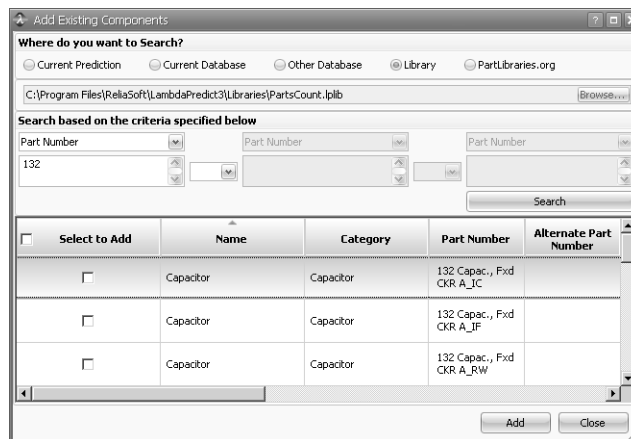 Add Existing Components
Where do you want to Search?
Current Prediction Current Database Other Database Library PartLibraries.org
C:\Program Files\ReliaSoft\LambdaPredict3\Libraries\PartsCount.lplib Browse...
Search based on the criteria specified below
Part Number Part Number Part Number
132
Search
Select to Add Name Category Part Number Alternate Part Number
Capacitor Capacitor 132 Capac., Fxd CKR A_IC
Capacitor Capacitor 132 Capac., Fxd CKR A_IF
Capacitor Capacitor 132 Capac., Fxd CKR A_RW
Add Close